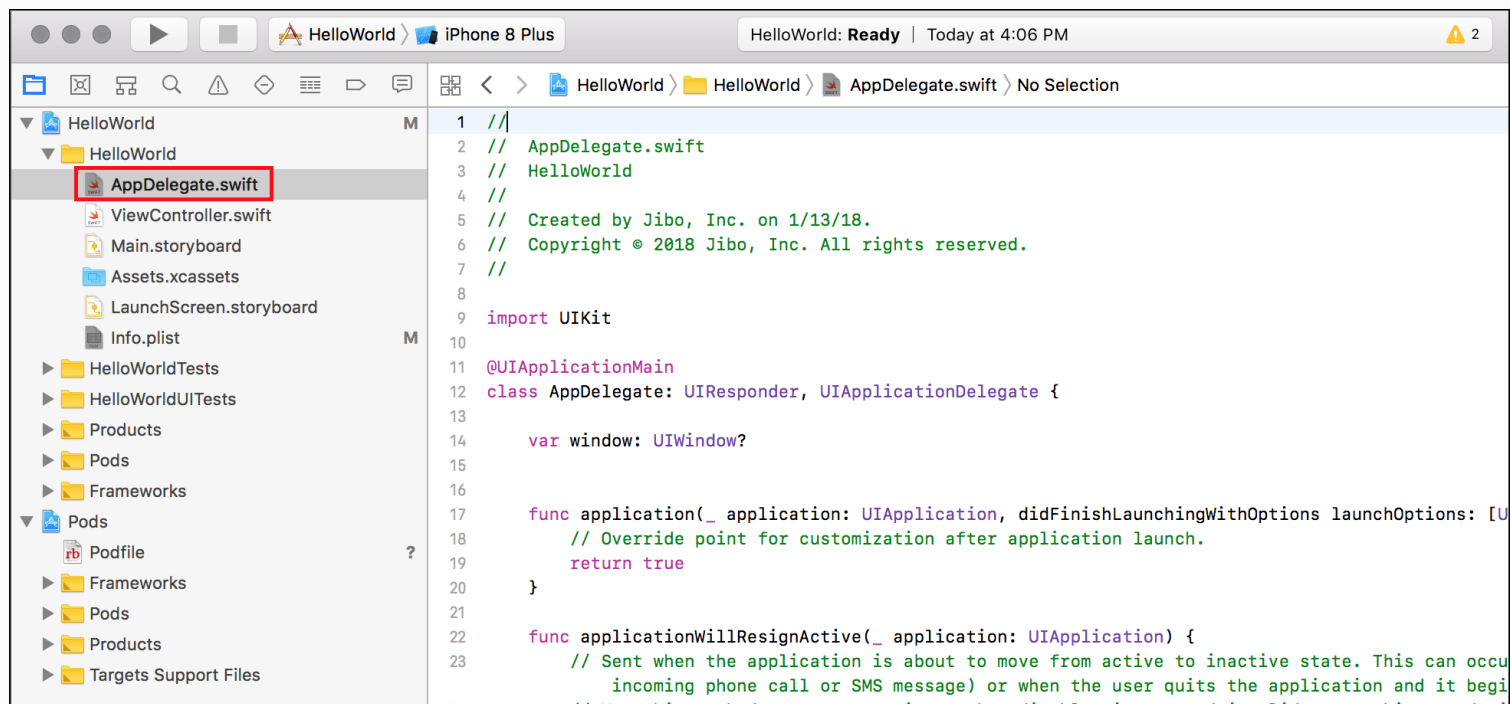 HelloWorld 〉 iPhone 8 Plus
HelloWorld: Ready | Today at 4:06 PM
2
HelloWorld 〉 HelloWorld 〉 AppDelegate.swift 〉 No Selection
HelloWorld M
HelloWorld
AppDelegate.swift
ViewController.swift
Main.storyboard
Assets.xcassets
LaunchScreen.storyboard
Info.plist M
HelloWorldTests
HelloWorldUITests
Products
Pods
Frameworks
Pods
Podfile ?
Frameworks
Pods
Products
Targets Support Files
1 //
2 //  AppDelegate.swift
3 //  HelloWorld
4 //
5 //  Created by Jibo, Inc. on 1/13/18.
6 //  Copyright © 2018 Jibo, Inc. All rights reserved.
7 //
8
9 import UIKit
10
11 @UIApplicationMain
12 class AppDelegate: UIResponder, UIApplicationDelegate {
13
14     var window: UIWindow?
15
16
17     func application(_ application: UIApplication, didFinishLaunchingWithOptions launchOptions: [U
18         // Override point for customization after application launch.
19         return true
20     }
21
22     func applicationWillResignActive(_ application: UIApplication) {
23         // Sent when the application is about to move from active to inactive state. This can occu
            incoming phone call or SMS message) or when the user quits the application and it begi